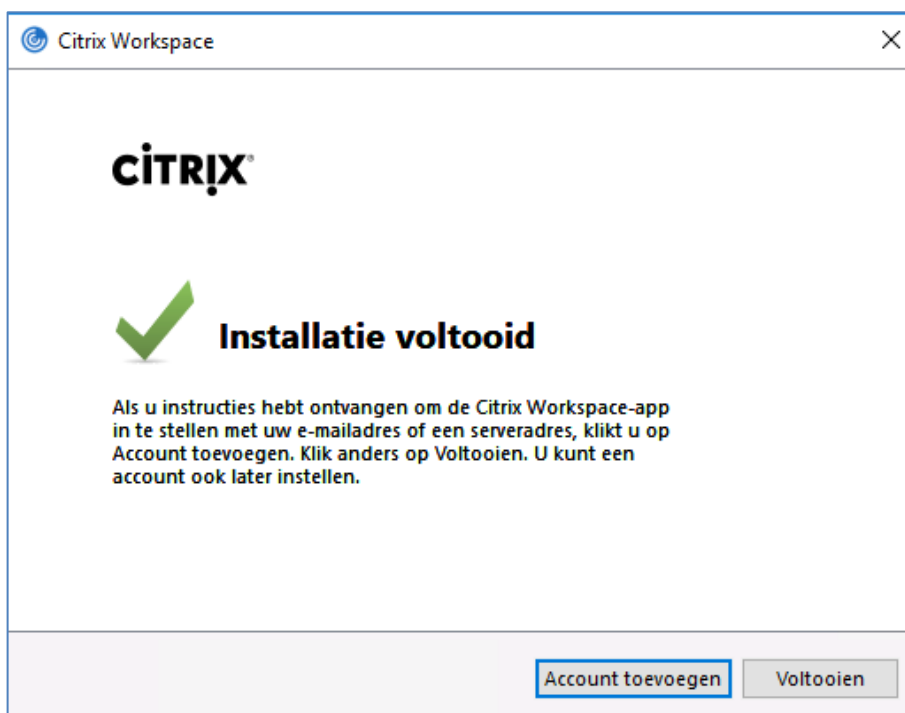 Citrix Workspace
CİTRIX®
Installatie voltooid
Als u instructies hebt ontvangen om de Citrix Workspace-app
in te stellen met uw e-mailadres of een serveradres, klikt u op
Account toevoegen. Klik anders op Voltooien. U kunt een
account ook later instellen.
Account toevoegen Voltooien